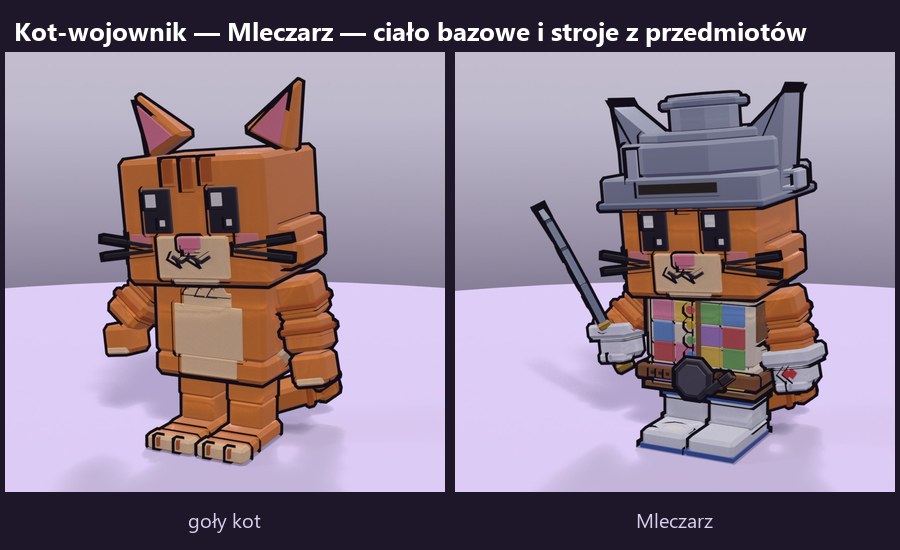 Kot-wojownik — Mleczarz — ciało bazowe i stroje z przedmiotów
goły kot
Mleczarz